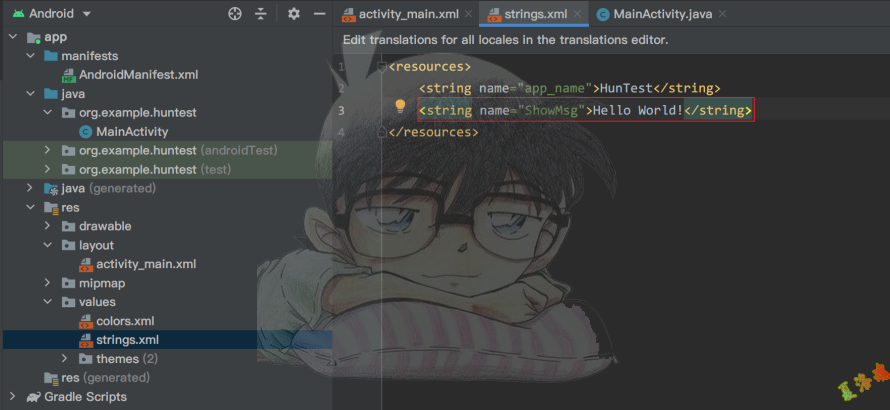 Android
app
manifests
AndroidManifest.xml
java
org.example.huntest
MainActivity
org.example.huntest (androidTest)
org.example.huntest (test)
java (generated)
res
drawable
layout
activity_main.xml
mipmap
values
colors.xml
strings.xml
themes (2)
res (generated)
Gradle Scripts
activity_main.xml
strings.xml
MainActivity.java
Edit translations for all locales in the translations editor.
1 <resources>
2 <string name="app_name">HunTest</string>
3 <string name="ShowMsg">Hello World!</string>
4 </resources>